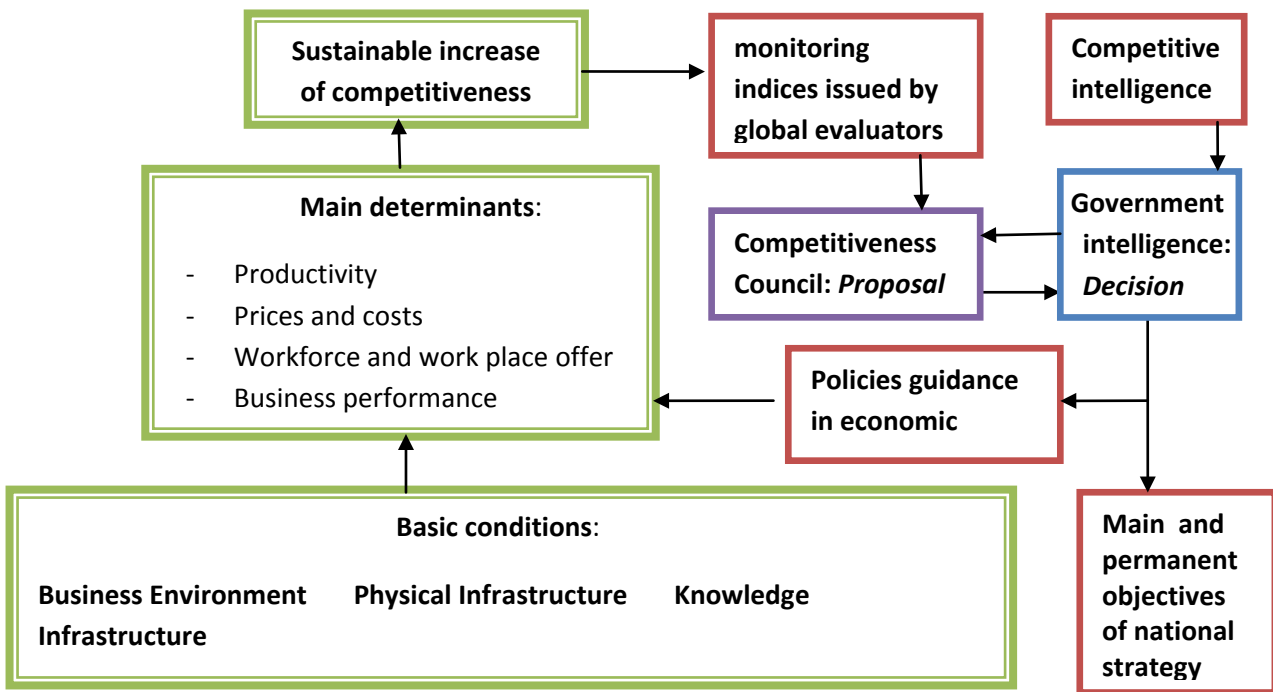 Sustainable increase
of competitiveness
monitoring
indices issued by
global evaluators
Competitive
intelligence
Main determinants:
- Productivity
- Prices and costs
- Workforce and work place offer
- Business performance
Competitiveness
Council: Proposal
Government
intelligence:
Decision
Policies guidance
in economic
Basic conditions:
Business Environment Physical Infrastructure Knowledge
Infrastructure
Main and
permanent
objectives
of national
strategy